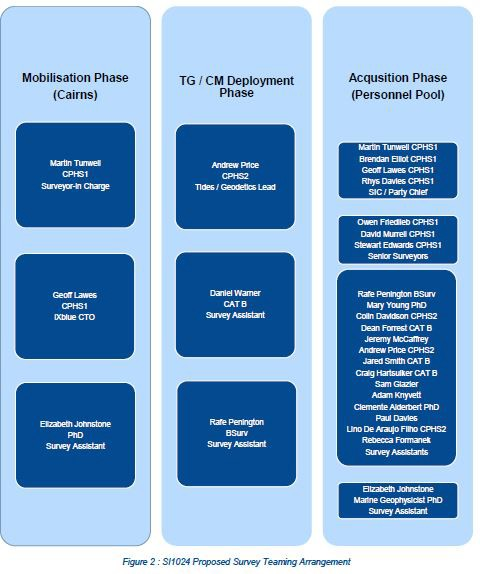 Mobilisation Phase
(Cairns)
Martin Tunwell
CPHS1
Surveyor-In Charge
Geoff Lawes
CPHS1
iXblue CTO
Elizabeth Johnstone
PhD
Survey Assistant
TG / CM Deployment
Phase
Andrew Price
CPHS2
Tides / Geodetics Lead
Daniel Warner
CAT B
Survey Assistant
Rafe Penington
BSurv
Survey Assistant
Acqusition Phase
(Personnel Pool)
Martin Tunwell CPHS1
Brendan Elliot CPHS1
Geoff Lawes CPHS1
Rhys Davies CPHS1
SIC / Party Chief
Owen Friedlieb CPHS1
David Murrell CPHS1
Stewart Edwards CPHS1
Senior Surveyors
Rafe Penington BSurv
Mary Young PhD
Colin Davidson CPHS2
Dean Forrest CAT B
Jeremy McCaffrey
Andrew Price CPHS2
Jared Smith CAT B
Craig Hartsuiker CAT B
Sam Glazier
Adam Knyvett
Clemente Alderbert PhD
Paul Davies
Lino De Araujo Filho CPHS2
Rebecca Formanek
Survey Assistants
Elizabeth Johnstone
Marine Geophysicist PhD
Survey Assistant
Figure 2 : SI1024 Proposed Survey Teaming Arrangement